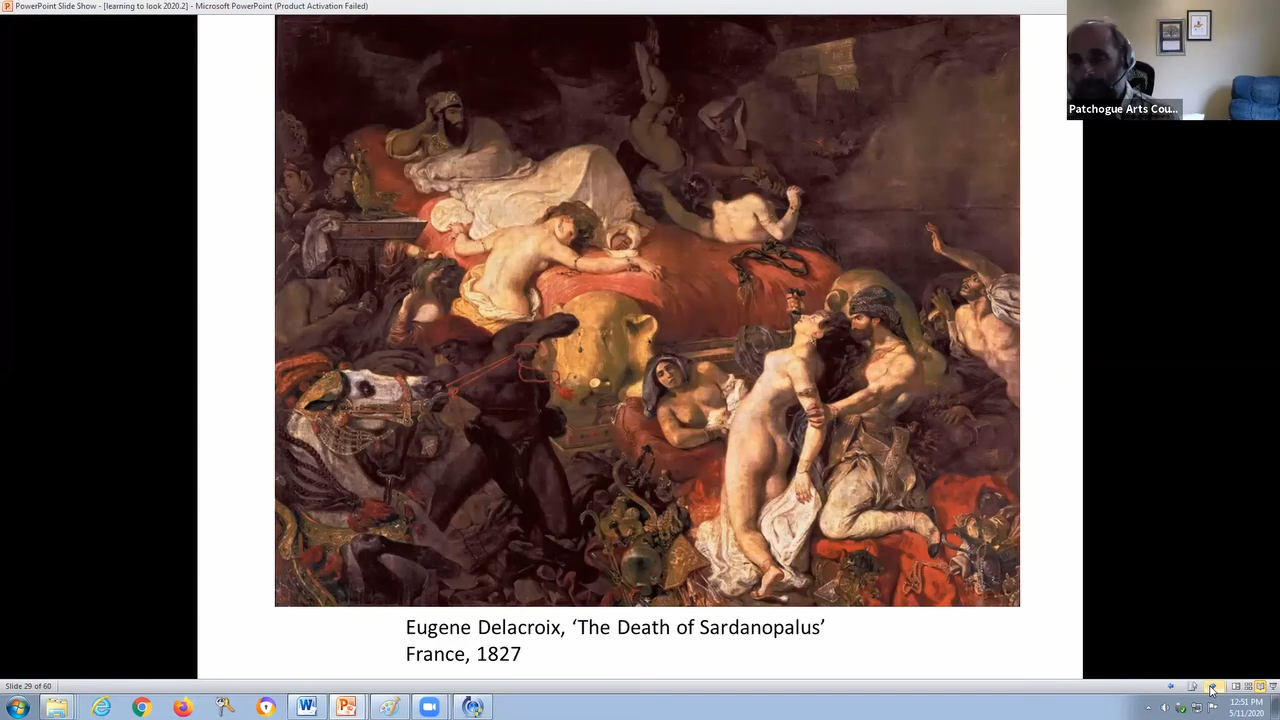 PowerPoint Slide Show - [learning to look 2020.2] - Microsoft PowerPoint (Product Activation Failed)
Patchogue Arts Cou...
Eugene Delacroix, ‘The Death of Sardanopalus’
France, 1827
Slide 29 of 60
12:51 PM
5/11/2020